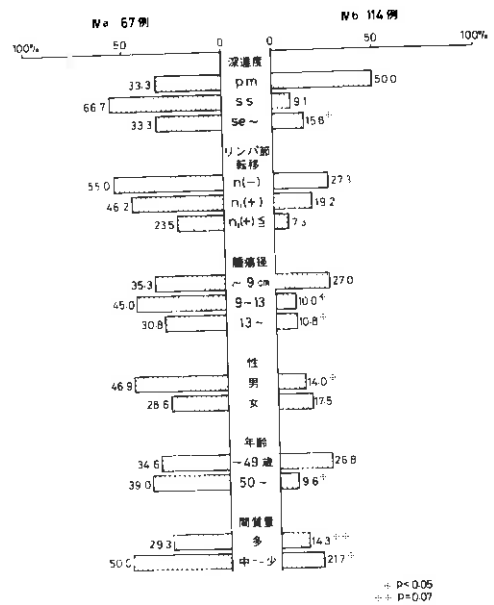 Ⅳa 67例 Ⅳb 114例
100% 50 0 0 50 100%
深達度
33.3 pm 50.0
66.7 ss 9.1
33.3 se~ 15.8*
リンパ節
転移
55.0 n(-) 27.3
46.2 n₁(+) 19.2
23.5 n₂(+)≦ 7.3
腫瘍径
35.3 ~9cm 27.0
45.0 9~13 10.0*
30.8 13~ 10.8*
性
46.9 男 14.0*
28.6 女 17.5
年齢
34.6 ~49歳 26.8
39.0 50~ 9.6*
間質量
29.3 多 14.3**
50.0 中~少 21.7*
* P<0.05
** P=0.07